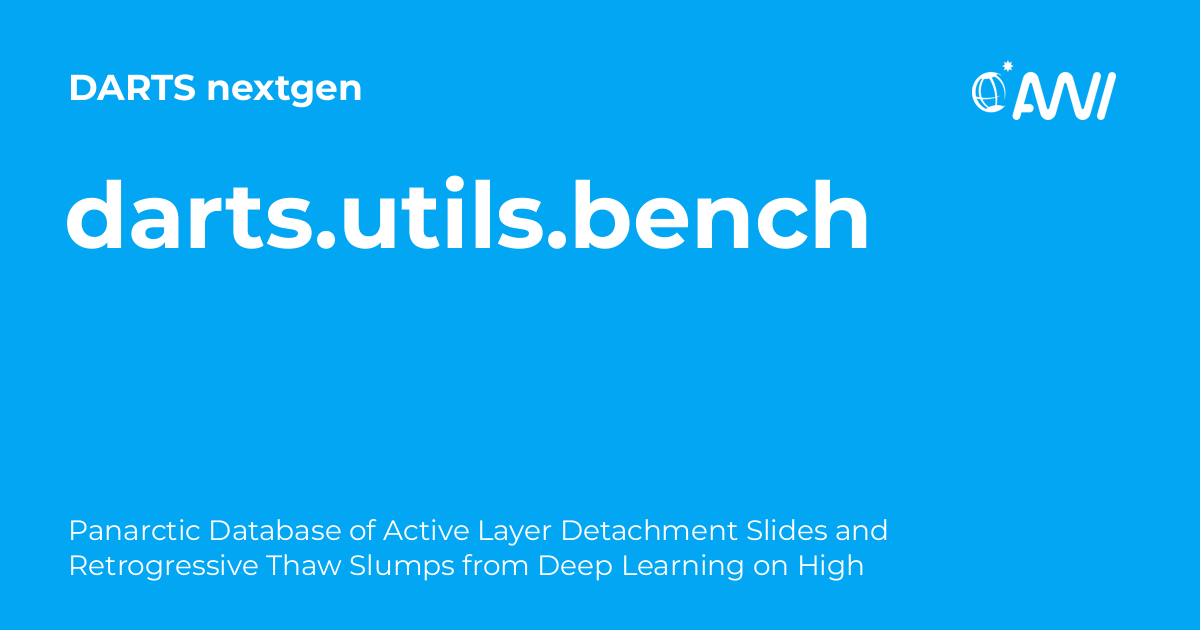 DARTS nextgen
AWI
darts.utils.bench
Panarctic Database of Active Layer Detachment Slides and
Retrogressive Thaw Slumps from Deep Learning on High